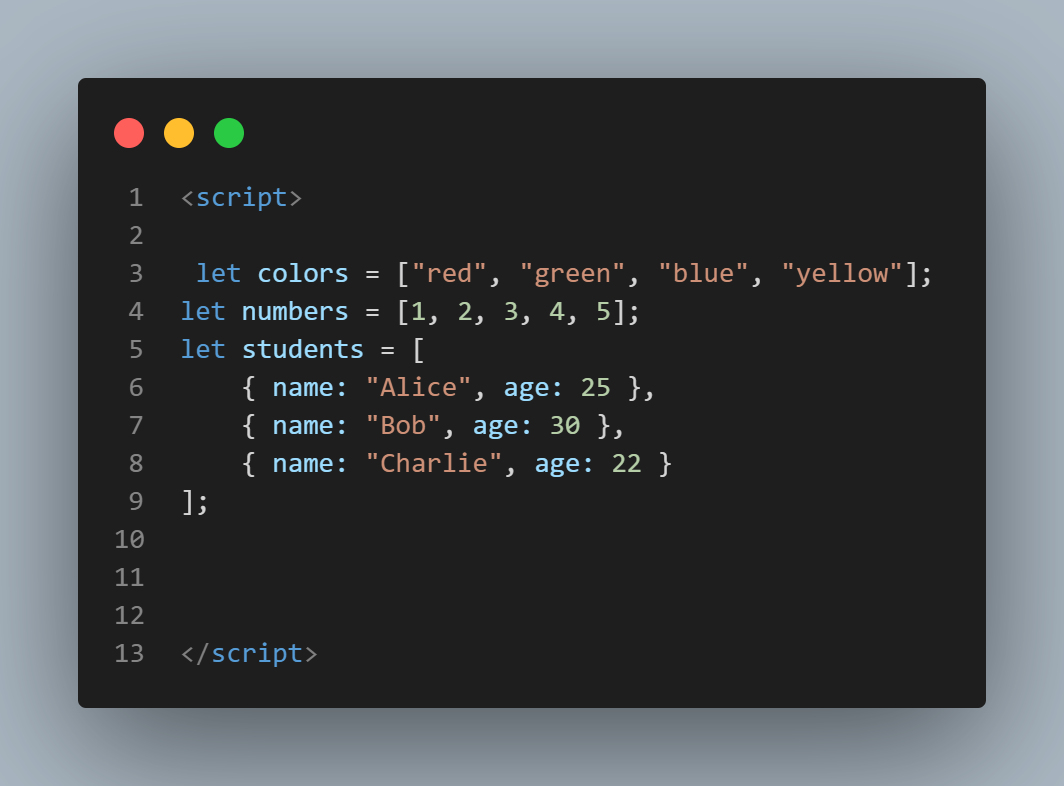 1 <script>
2
3  let colors = ["red", "green", "blue", "yellow"];
4 let numbers = [1, 2, 3, 4, 5];
5 let students = [
6     { name: "Alice", age: 25 },
7     { name: "Bob", age: 30 },
8     { name: "Charlie", age: 22 }
9 ];
10
11
12
13 </script>